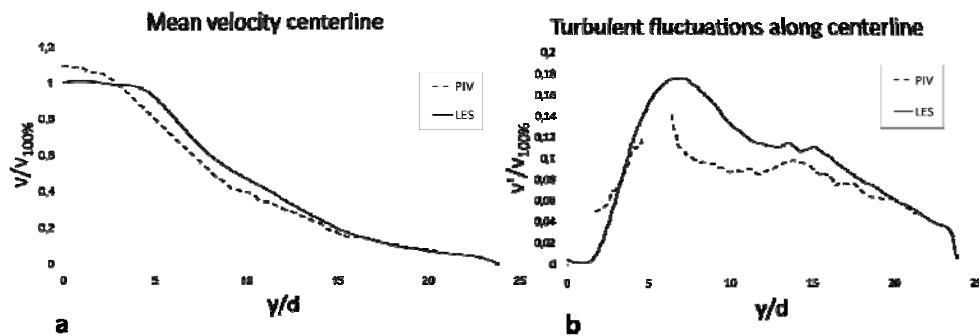 Mean velocity centerline
1,2
1
0,8
0,6
0,4
0,2
0
0
5
10
15
20
25
v/v100%
y/d
PIV
LES
a
Turbulent fluctuations along centerline
0,2
0,18
0,16
0,14
0,12
0,1
0,08
0,06
0,04
0,02
0
0
5
10
15
20
25
v'/v100%
y/d
PIV
LES
b